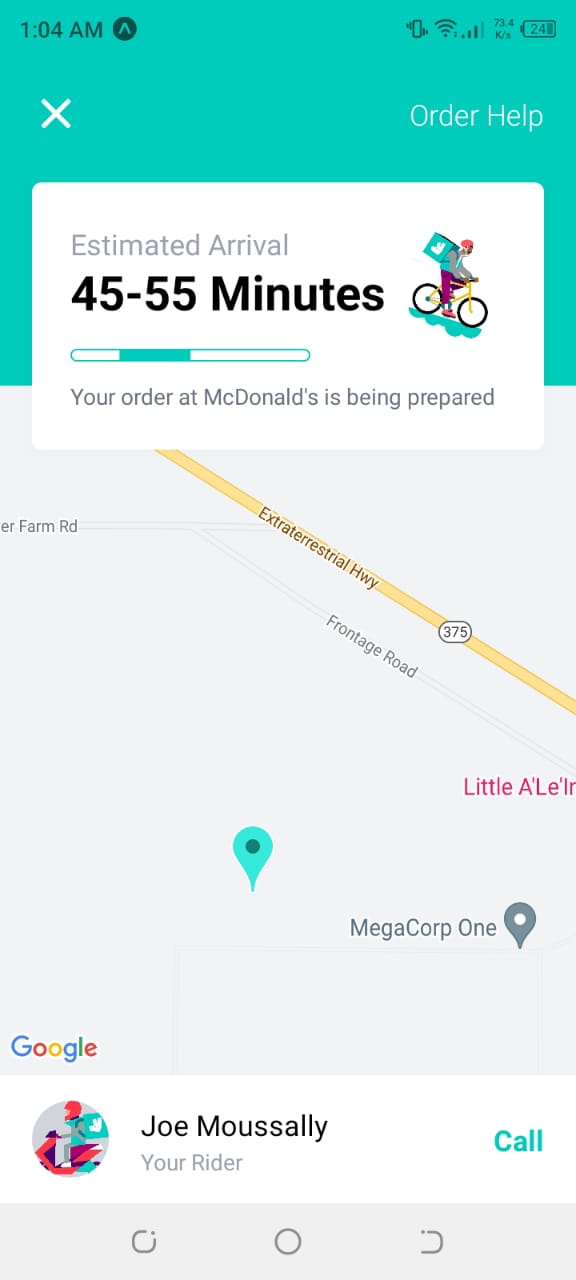 1:04 AM
73.4
K/s
24
Order Help
Estimated Arrival
45-55 Minutes
Your order at McDonald's is being prepared
er Farm Rd
Extraterrestrial Hwy
375
Frontage Road
Little A'Le'In
MegaCorp One
Google
Joe Moussally
Your Rider
Call